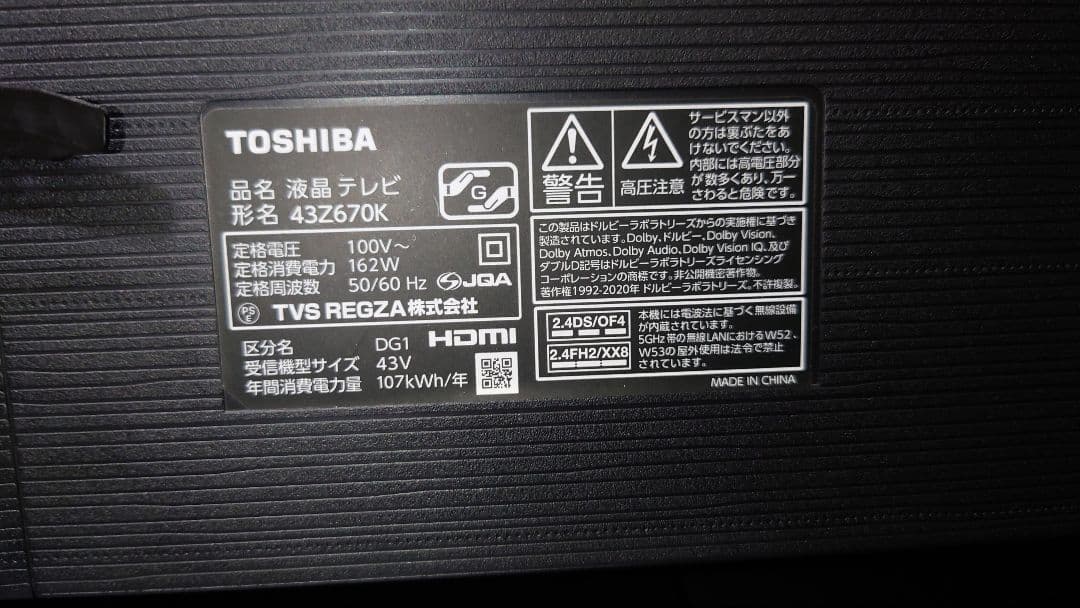 TOSHIBA
品名 液晶テレビ
形名 43Z670K
G
定格電圧 100V～
定格消費電力 162W
定格周波数 50/60 Hz
JQA
PS
E
TVS REGZA株式会社
HDMI
区分名 DG1
受信機型サイズ 43V
年間消費電力量 107kWh/年
警告
高圧注意
サービスマン以外
の方は裏ぶたをあ
けないでください。
内部には高電圧部分
が数多くあり、万一
さわると危険です。
この製品はドルビーラボラトリーズからの実施権に基づき
製造されています。Dolby、ドルビー、Dolby Vision、
Dolby Atmos、Dolby Audio、Dolby Vision IQ、及び
ダブルD記号はドルビーラボラトリーズライセンシング
コーポレーションの商標です。非公開機密著作物。
著作権1992-2020年 ドルビーラボラトリーズ。不許複製。
2.4DS/OF4
2.4FH2/XX8
本機には電波法に基づく無線設備
が内蔵されています。
5GHz帯の無線LANにおけるW52、
W53の屋外使用は法令で禁止
されています。
MADE IN CHINA